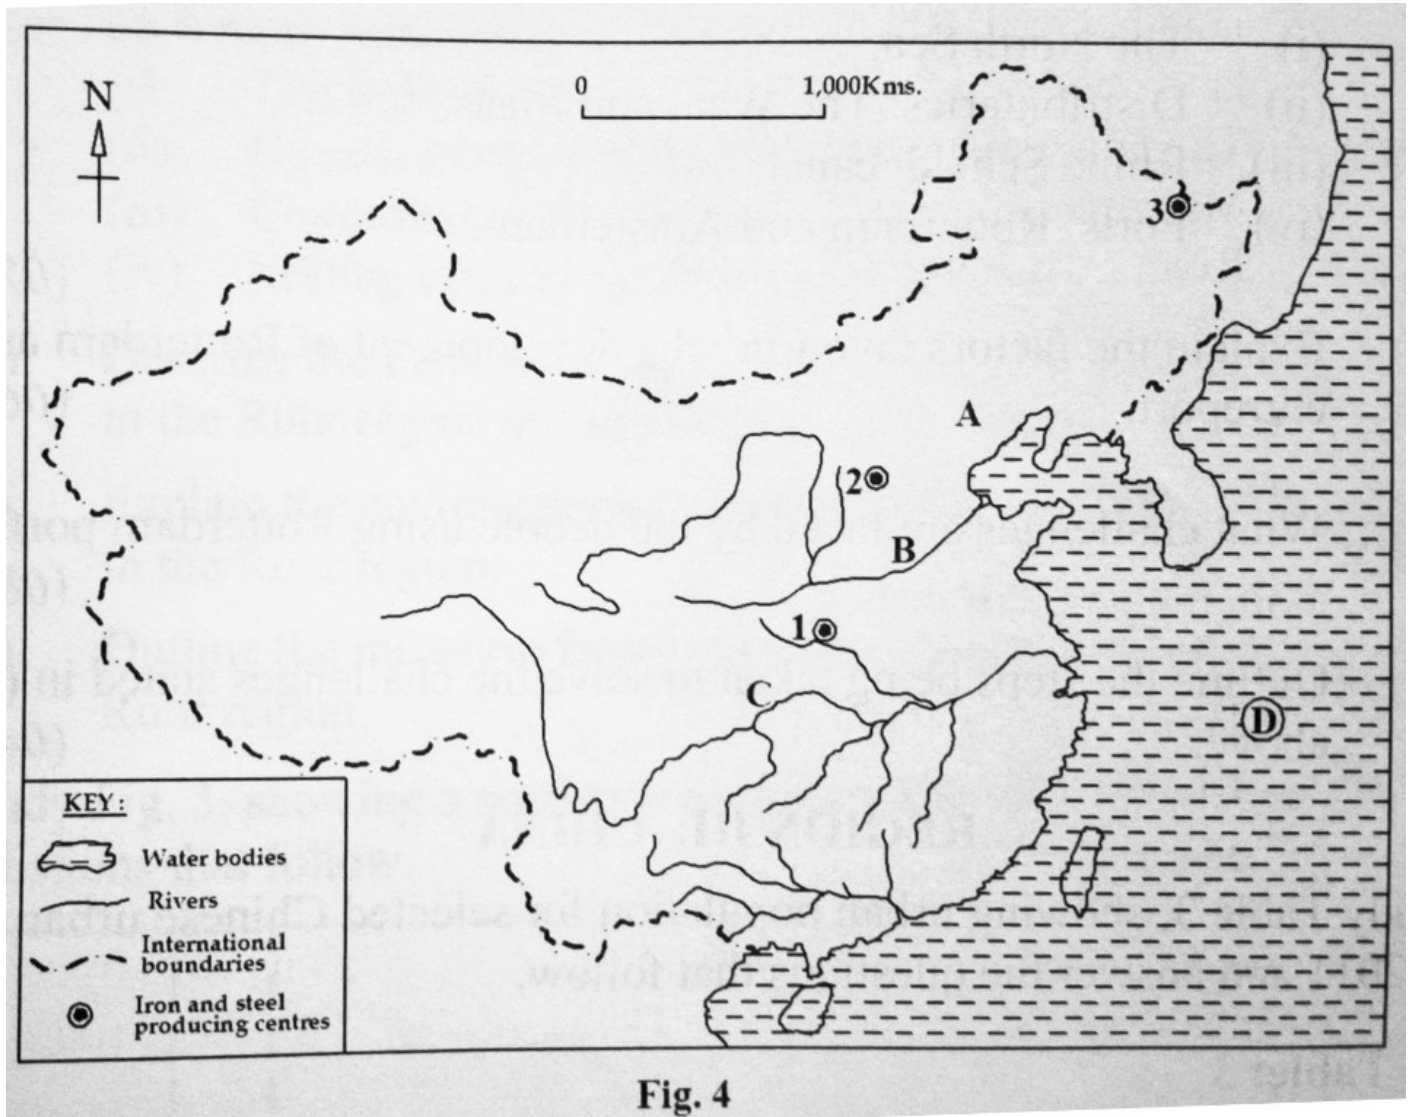 N
0 1,000Kms.
3
A
2
B
1
C
D
KEY :
Water bodies
Rivers
International
boundaries
Iron and steel
producing centres
Fig. 4